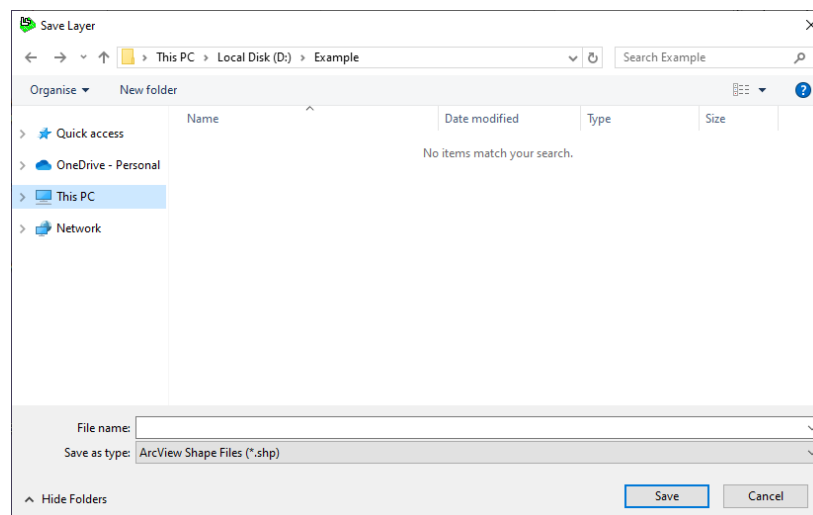 Save Layer
This PC > Local Disk (D:) > Example
Search Example
Organise
New folder
Name
Date modified
Type
Size
Quick access
No items match your search.
OneDrive - Personal
This PC
Network
File name:
Save as type: ArcView Shape Files (*.shp)
Hide Folders
Save
Cancel